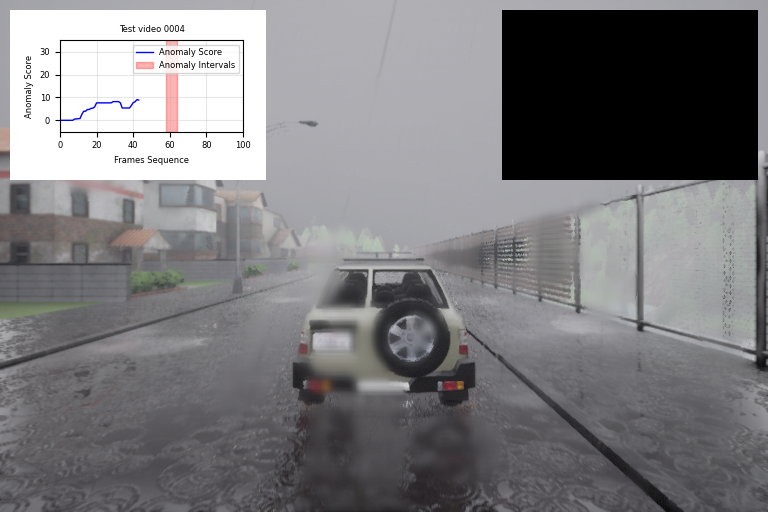 Test video 0004
Anomaly Score
Anomaly Intervals
30
20
10
0
Anomaly Score
0 20 40 60 80 100
Frames Sequence